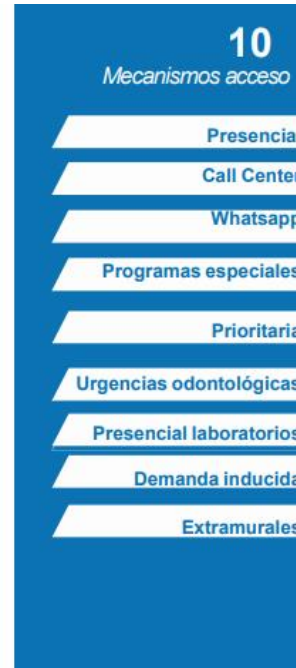 10
Mecanismos acceso
Presencia
Call Center
Whatsapp
Programas especiales
Prioritaria
Urgencias odontológicas
Presencial laboratorios
Demanda inducida
Extramurales